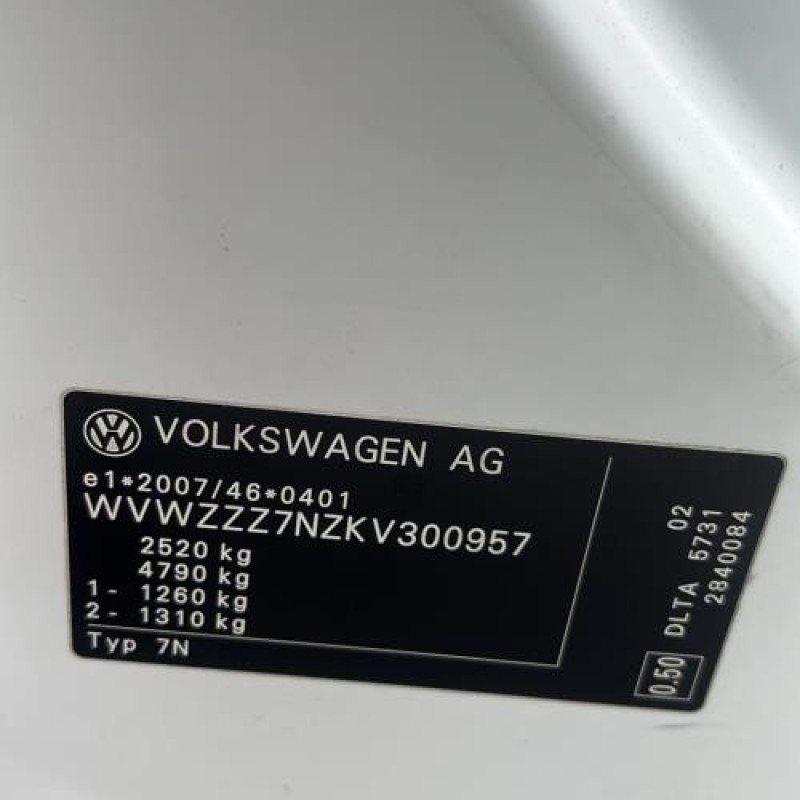 VOLKSWAGEN AG
e1*2007/46*0401
WVWZZZ7NZKV300957
2520 kg
4790 kg
1- 1260 kg
2- 1310 kg
Typ 7N
02
DLTA 5731
2840084
0.50